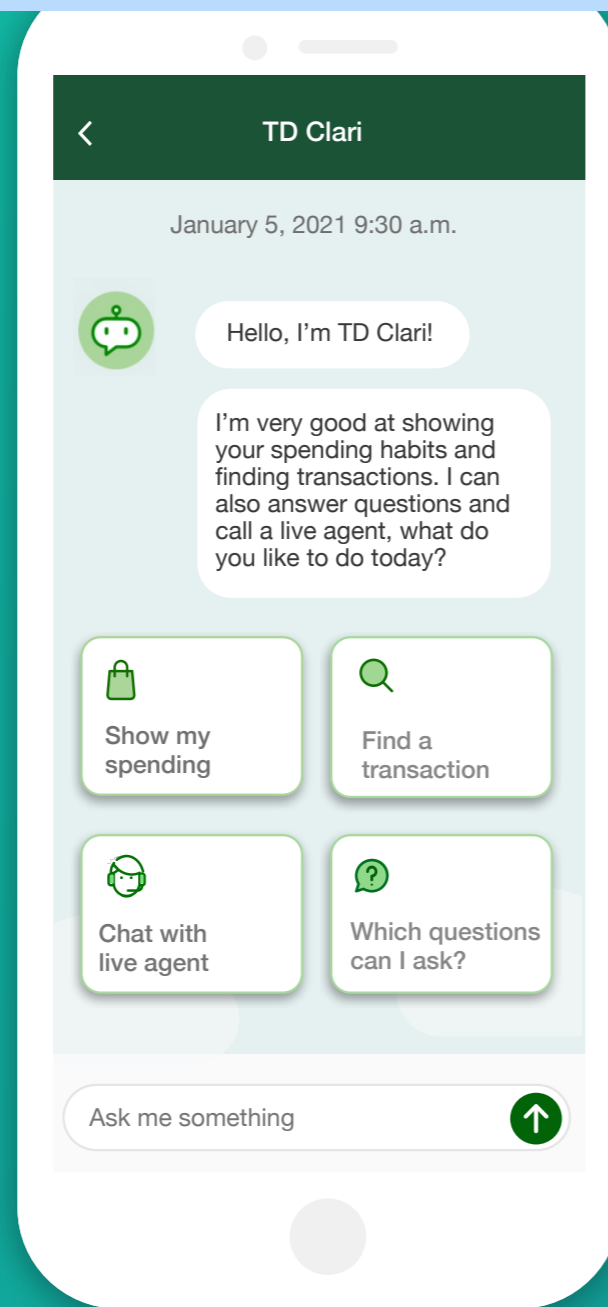 TD Clari
January 5, 2021 9:30 a.m.
Hello, I’m TD Clari!
I’m very good at showing
your spending habits and
finding transactions. I can
also answer questions and
call a live agent, what do
you like to do today?
Show my
spending
Find a
transaction
Chat with
live agent
?
Which questions
can I ask?
Ask me something